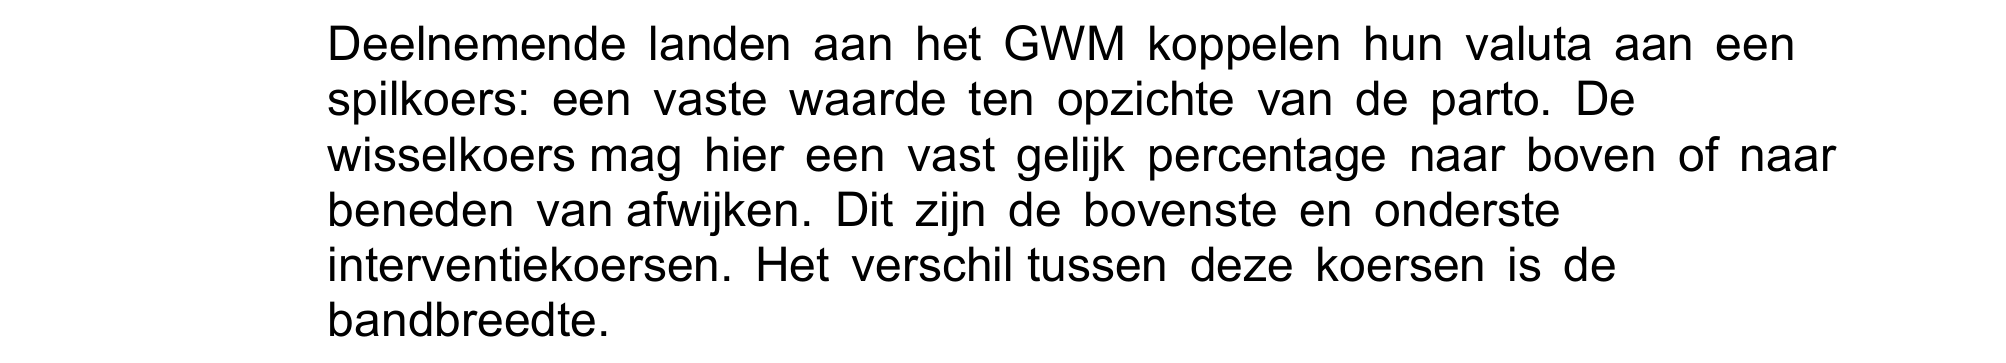 Deelnemende landen aan het GWM koppelen hun valuta aan een
spilkoers: een vaste waarde ten opzichte van de parto. De
wisselkoers mag hier een vast gelijk percentage naar boven of naar
beneden van afwijken. Dit zijn de bovenste en onderste
interventiekoersen. Het verschil tussen deze koersen is de
bandbreedte.